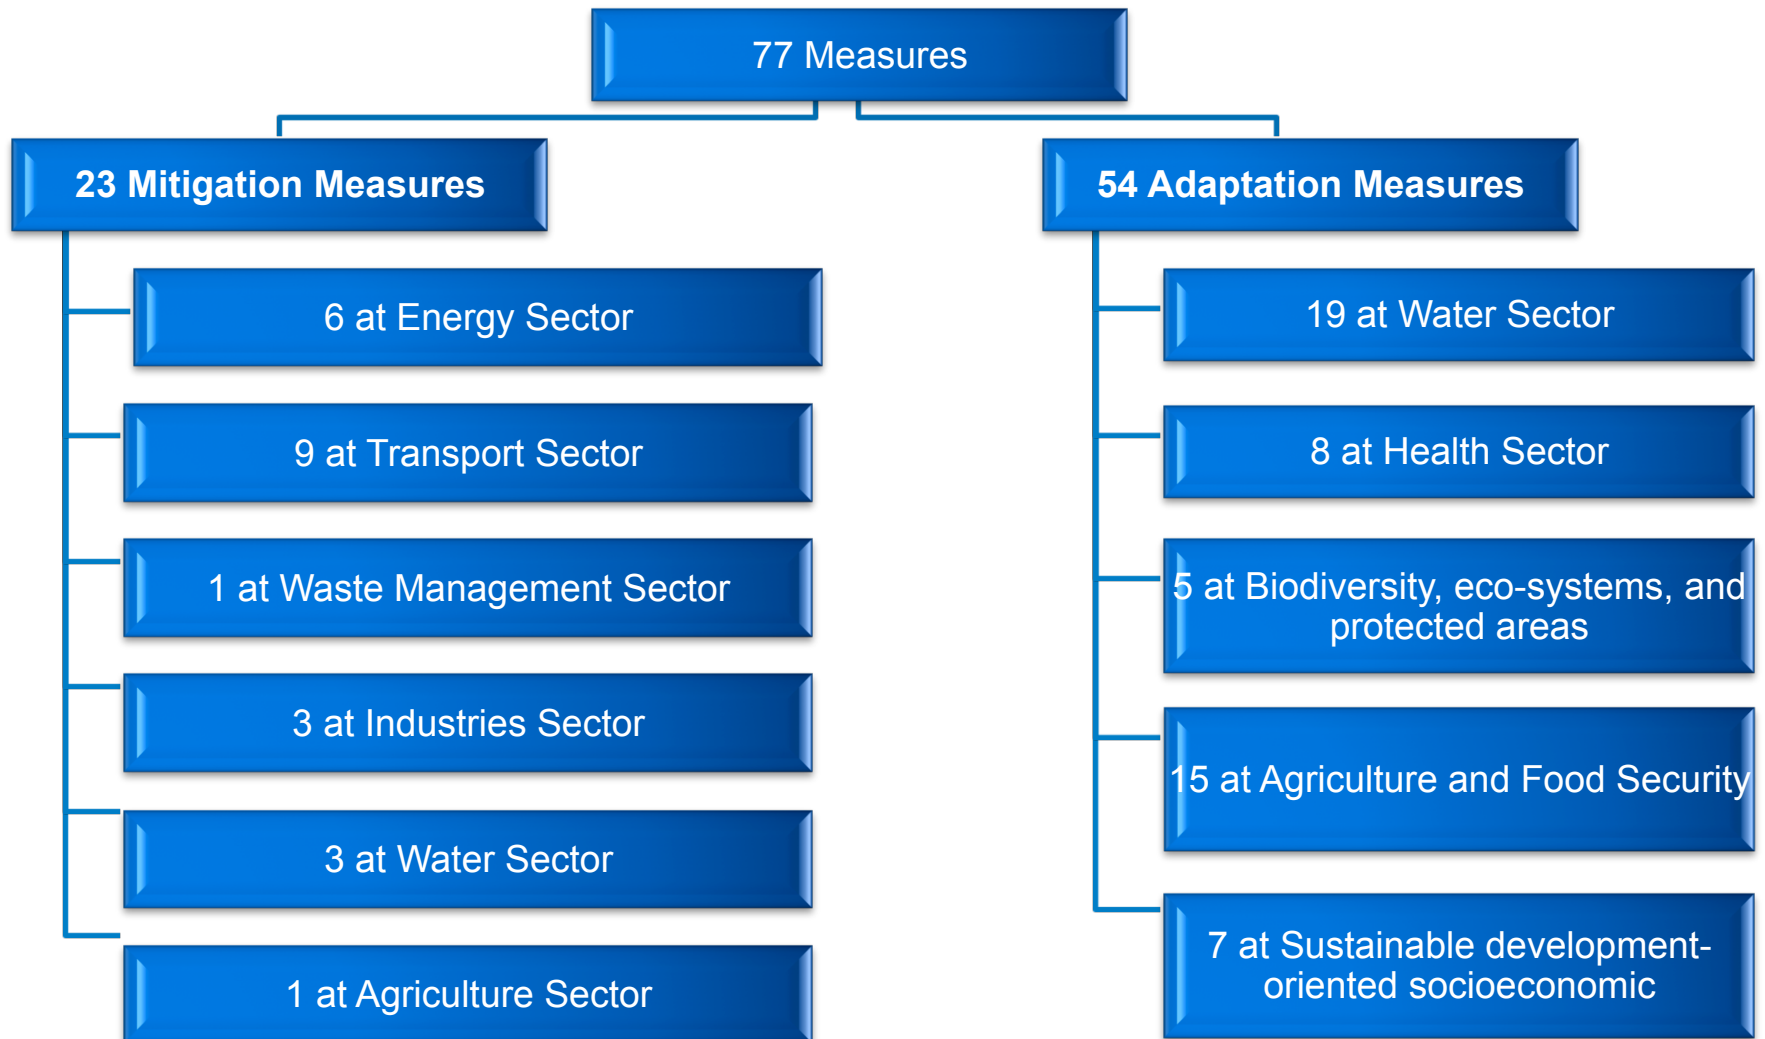 77 Measures
23 Mitigation Measures
6 at Energy Sector
9 at Transport Sector
1 at Waste Management Sector
3 at Industries Sector
3 at Water Sector
1 at Agriculture Sector
54 Adaptation Measures
19 at Water Sector
8 at Health Sector
5 at Biodiversity, eco-systems, and
protected areas
15 at Agriculture and Food Security
7 at Sustainable development-
oriented socioeconomic